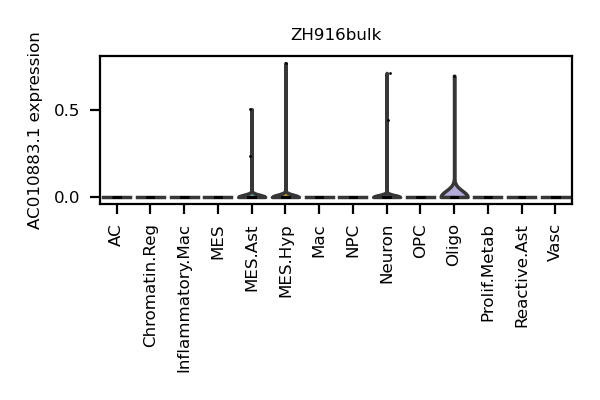 ZH916bulk
AC010883.1 expression
0.5
0.0
AC
Chromatin.Reg
Inflammatory.Mac
MES
MES.Ast
MES.Hyp
Mac
NPC
Neuron
OPC
Oligo
Prolif.Metab
Reactive.Ast
Vasc